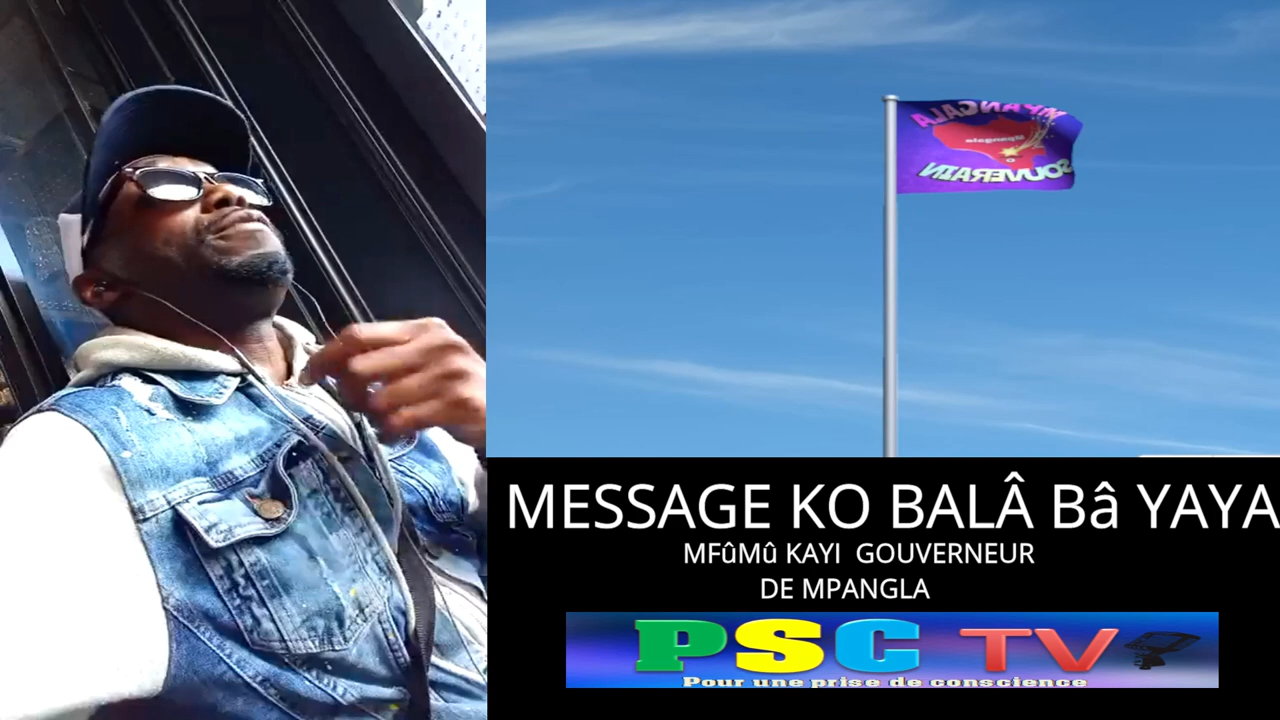 MPANGALA
Mpangala
SOUVERAIN
MESSAGE KO BALÂ Bâ YAYA
MFûMû KAYI GOUVERNEUR
DE MPANGLA
PSC TV
Pour une prise de conscience